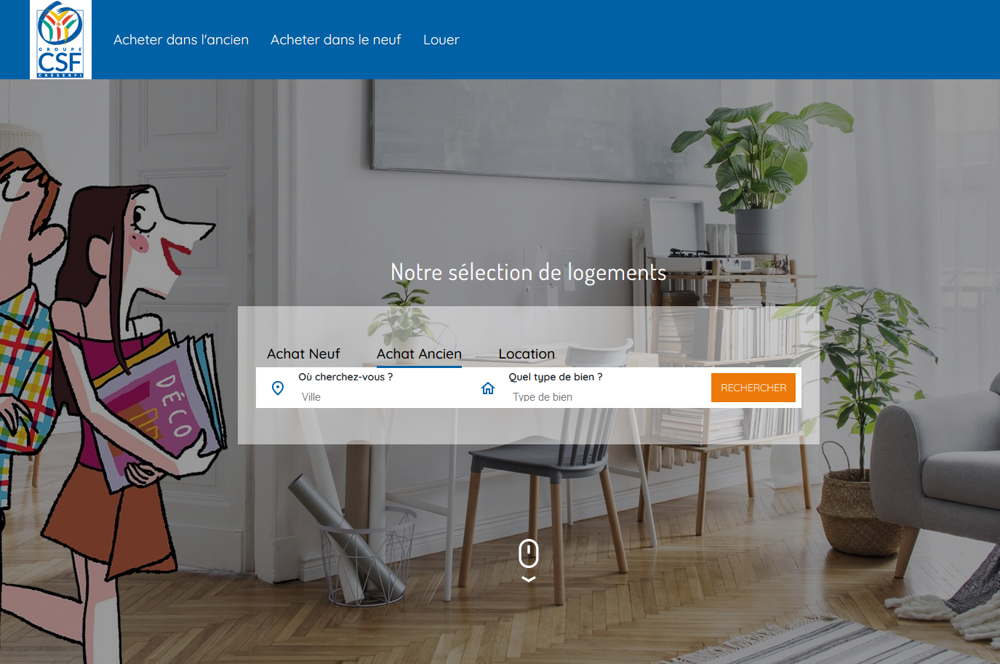 GROUPE
CSF
CRÉSERFI
Acheter dans l'ancien
Acheter dans le neuf
Louer
Notre sélection de logements
Achat Neuf
Achat Ancien
Location
Où cherchez-vous ?
Ville
Quel type de bien ?
Type de bien
RECHERCHER
DÉCO